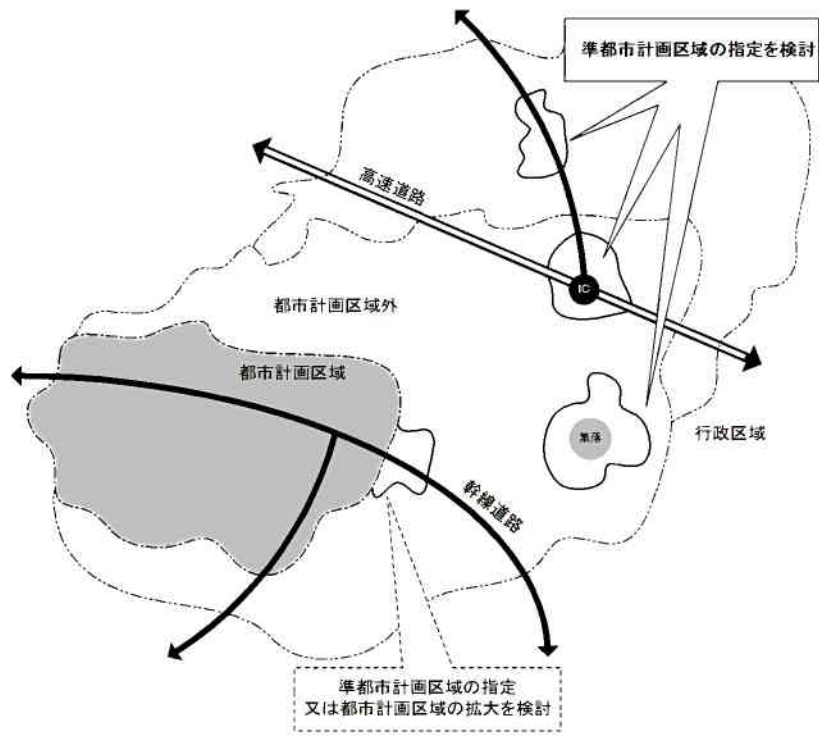 準都市計画区域の指定を検討
高速道路
IC
都市計画区域外
都市計画区域
集落
行政区域
幹線道路
準都市計画区域の指定
又は都市計画区域の拡大を検討